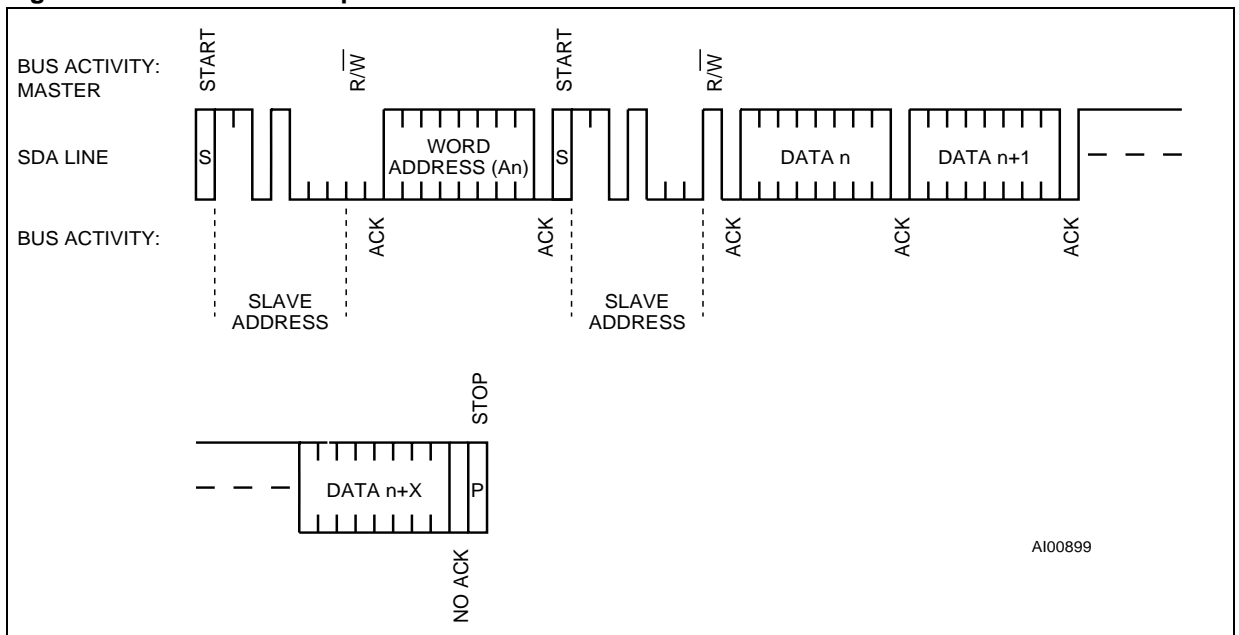 START
R/W
START
R/W
BUS ACTIVITY:
MASTER
SDA LINE
S
WORD
ADDRESS (An)
S
DATA n
DATA n+1
BUS ACTIVITY:
ACK
ACK
ACK
ACK
ACK
SLAVE
ADDRESS
SLAVE
ADDRESS
STOP
DATA n+X
P
NO ACK
AI00899